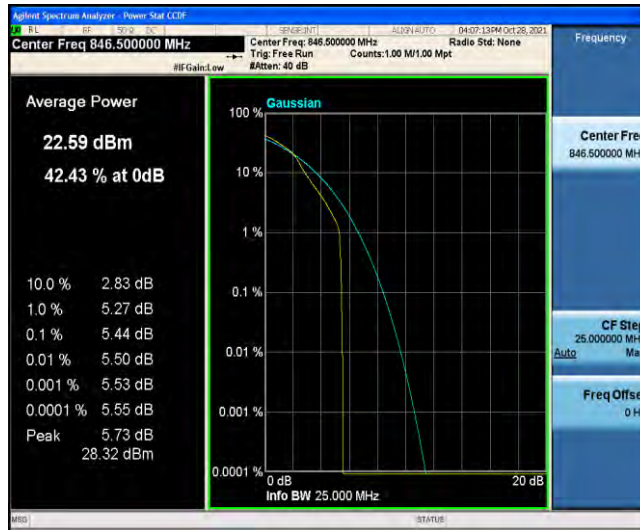 Agilent Spectrum Analyzer - Power Stat CCDF
RL RF 50 Ω DC SENSE:INT ALIGN AUTO 04:07:13PM Oct 28, 2021
Center Freq 846.500000 MHz
Center Freq: 846.500000 MHz Radio Std: None
Trig: Free Run Counts:1.00 M/1.00 Mpt
#IFGain:Low #Atten: 40 dB
Frequency
Average Power
22.59 dBm
42.43 % at 0dB
10.0 % 2.83 dB
1.0 % 5.27 dB
0.1 % 5.44 dB
0.01 % 5.50 dB
0.001 % 5.53 dB
0.0001 % 5.55 dB
Peak 5.73 dB
28.32 dBm
Gaussian
100 %
10 %
1 %
0.1 %
0.01 %
0.001 %
0.0001 %
0 dB 20 dB
Info BW 25.000 MHz
Center Fre
846.500000 MH
CF Step
25.000000 MH
Auto Ma
Freq Offse
0 H
MSG STATUS